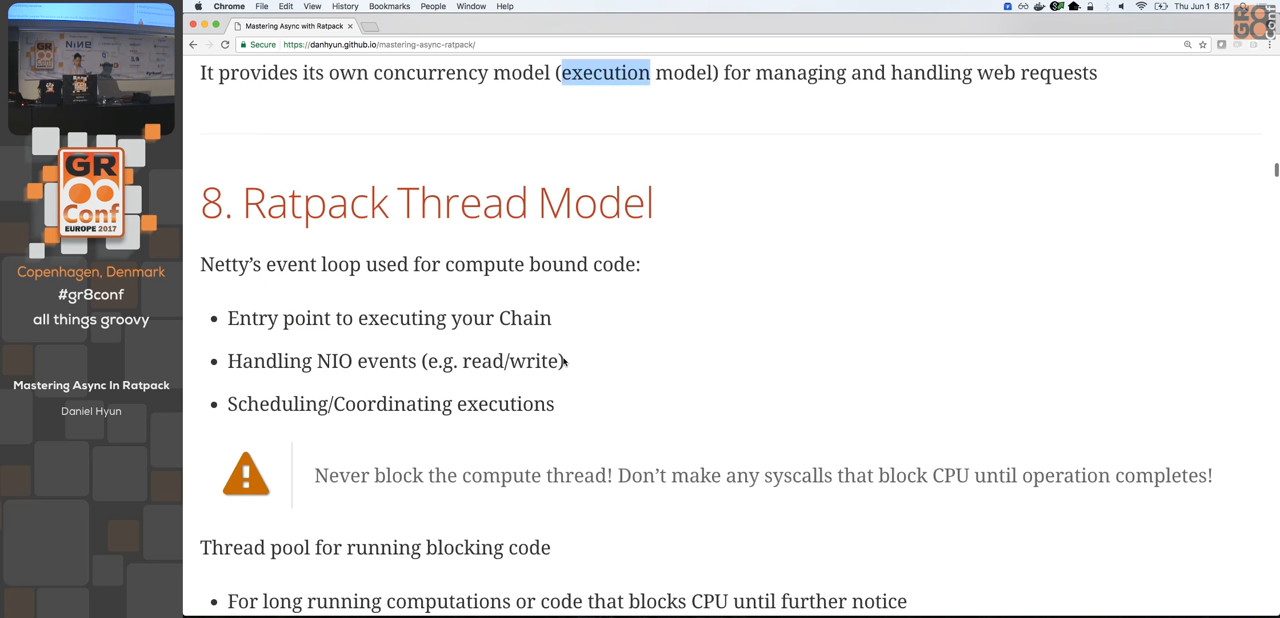 Chrome File Edit View History Bookmarks People Window Help
Thu Jun 1 8:17
Mastering Async with Ratpack
Secure https://danhyun.github.io/mastering-async-ratpack/
GR8Conf
It provides its own concurrency model (execution model) for managing and handling web requests
8. Ratpack Thread Model
Netty’s event loop used for compute bound code:
• Entry point to executing your Chain
• Handling NIO events (e.g. read/write)
• Scheduling/Coordinating executions
Never block the compute thread! Don’t make any syscalls that block CPU until operation completes!
Thread pool for running blocking code
• For long running computations or code that blocks CPU until further notice
GR
Conf
EUROPE 2017
Copenhagen, Denmark
#gr8conf
all things groovy
Mastering Async In Ratpack
Daniel Hyun